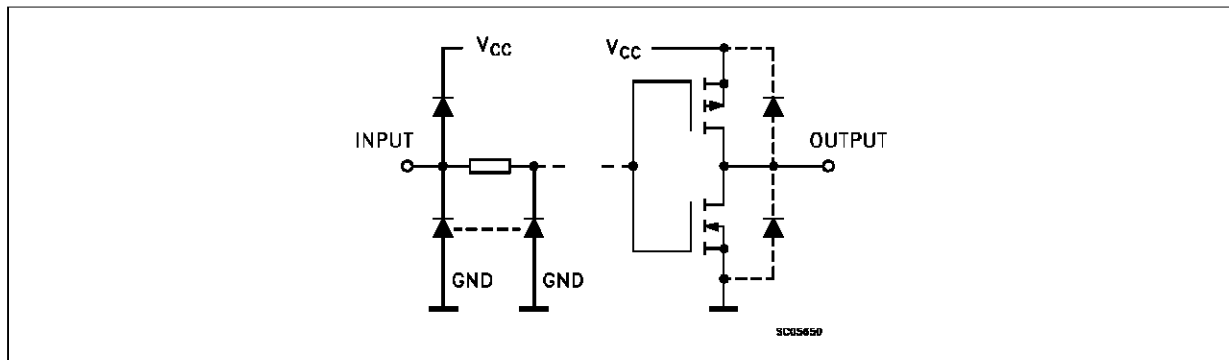 VCC
VCC
INPUT
OUTPUT
GND
GND
SC05650